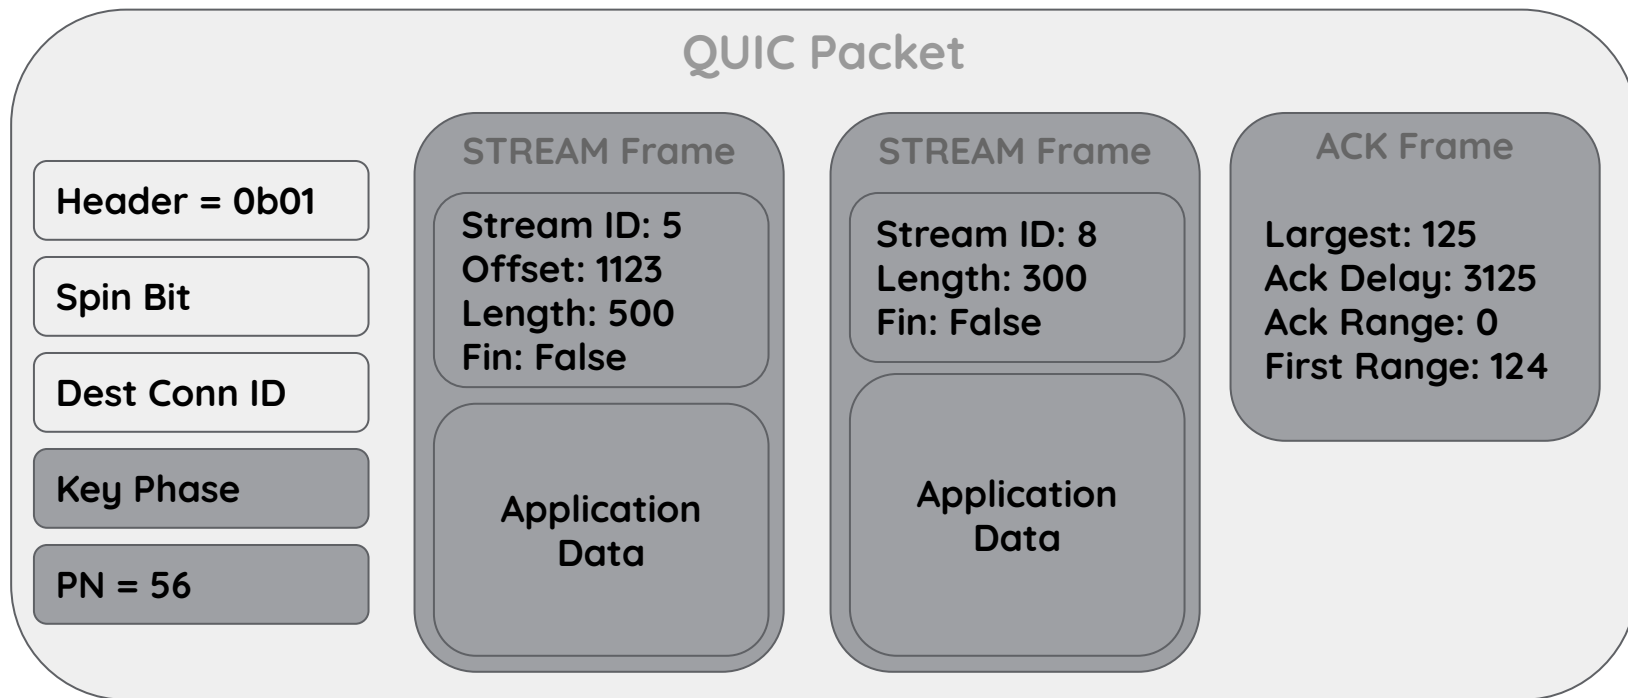 QUIC Packet
Header = 0b01
Spin Bit
Dest Conn ID
Key Phase
PN = 56
STREAM Frame
Stream ID: 5
Offset: 1123
Length: 500
Fin: False
Application
Data
STREAM Frame
Stream ID: 8
Length: 300
Fin: False
Application
Data
ACK Frame
Largest: 125
Ack Delay: 3125
Ack Range: 0
First Range: 124